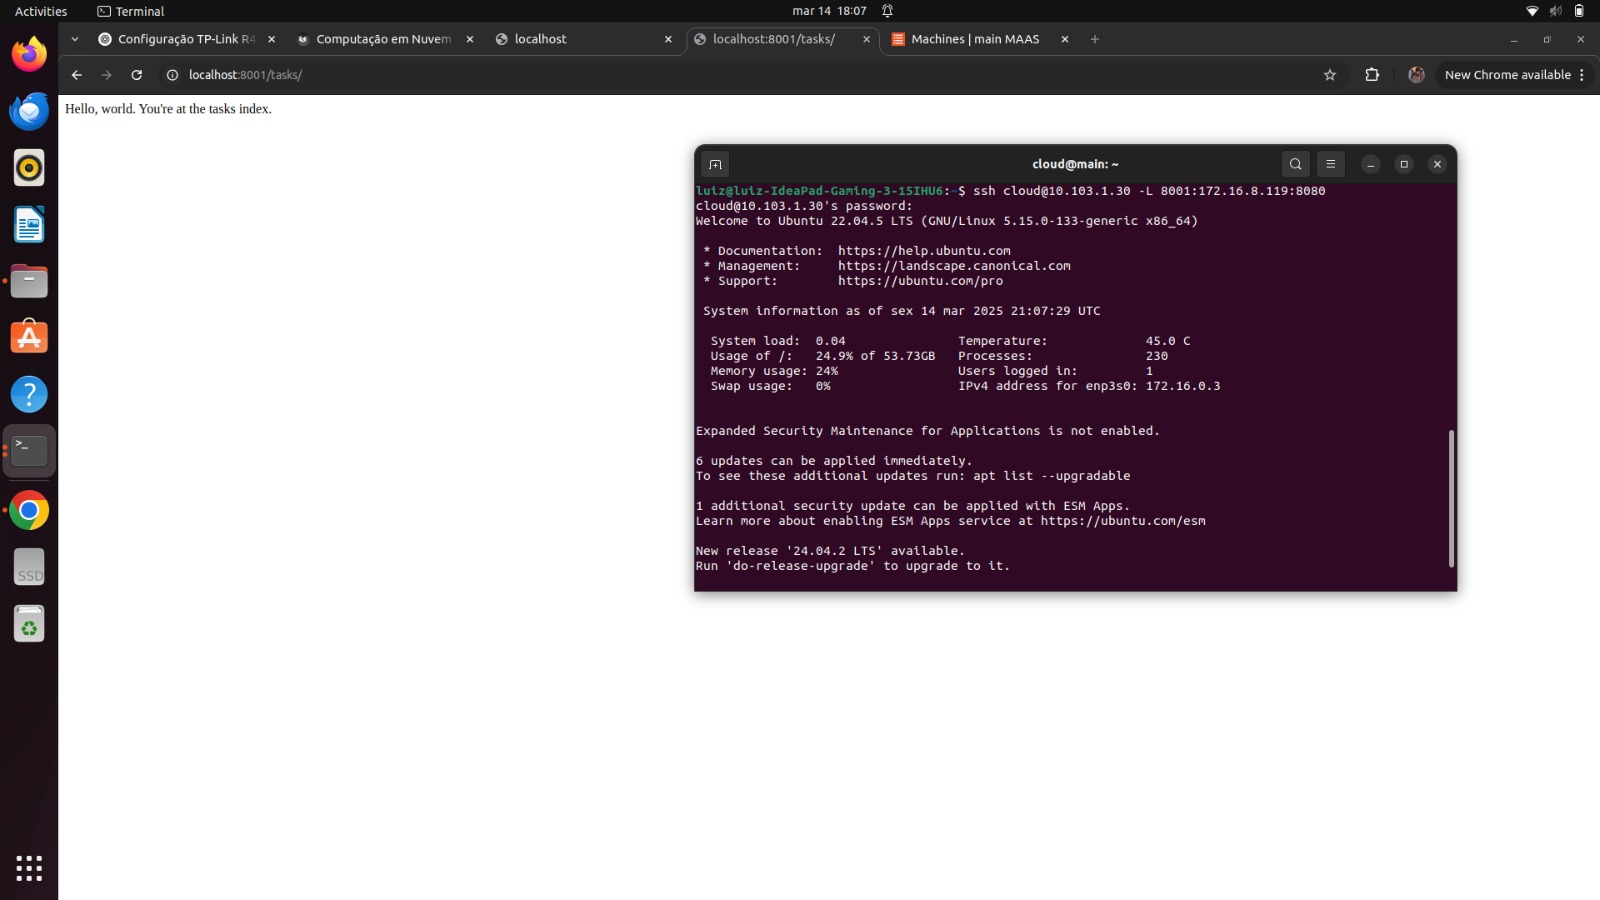 Activities
Terminal
mar 14 18:07
Configuração TP-Link R4
Computação em Nuvem
localhost
localhost:8001/tasks/
Machines | main MAAS
localhost:8001/tasks/
New Chrome available
Hello, world. You're at the tasks index.
cloud@main: ~
luiz@luiz-IdeaPad-Gaming-3-15IHU6:~$ ssh cloud@10.103.1.30 -L 8001:172.16.8.119:8080
cloud@10.103.1.30's password:
Welcome to Ubuntu 22.04.5 LTS (GNU/Linux 5.15.0-133-generic x86_64)
* Documentation: https://help.ubuntu.com
* Management: https://landscape.canonical.com
* Support: https://ubuntu.com/pro
System information as of sex 14 mar 2025 21:07:29 UTC
System load: 0.04 Temperature: 45.0 C
Usage of /: 24.9% of 53.73GB Processes: 230
Memory usage: 24% Users logged in: 1
Swap usage: 0% IPv4 address for enp3s0: 172.16.0.3
Expanded Security Maintenance for Applications is not enabled.
6 updates can be applied immediately.
To see these additional updates run: apt list --upgradable
1 additional security update can be applied with ESM Apps.
Learn more about enabling ESM Apps service at https://ubuntu.com/esm
New release '24.04.2 LTS' available.
Run 'do-release-upgrade' to upgrade to it.
SSD